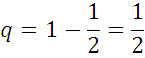 q = 1 − 1/2 = 1/2